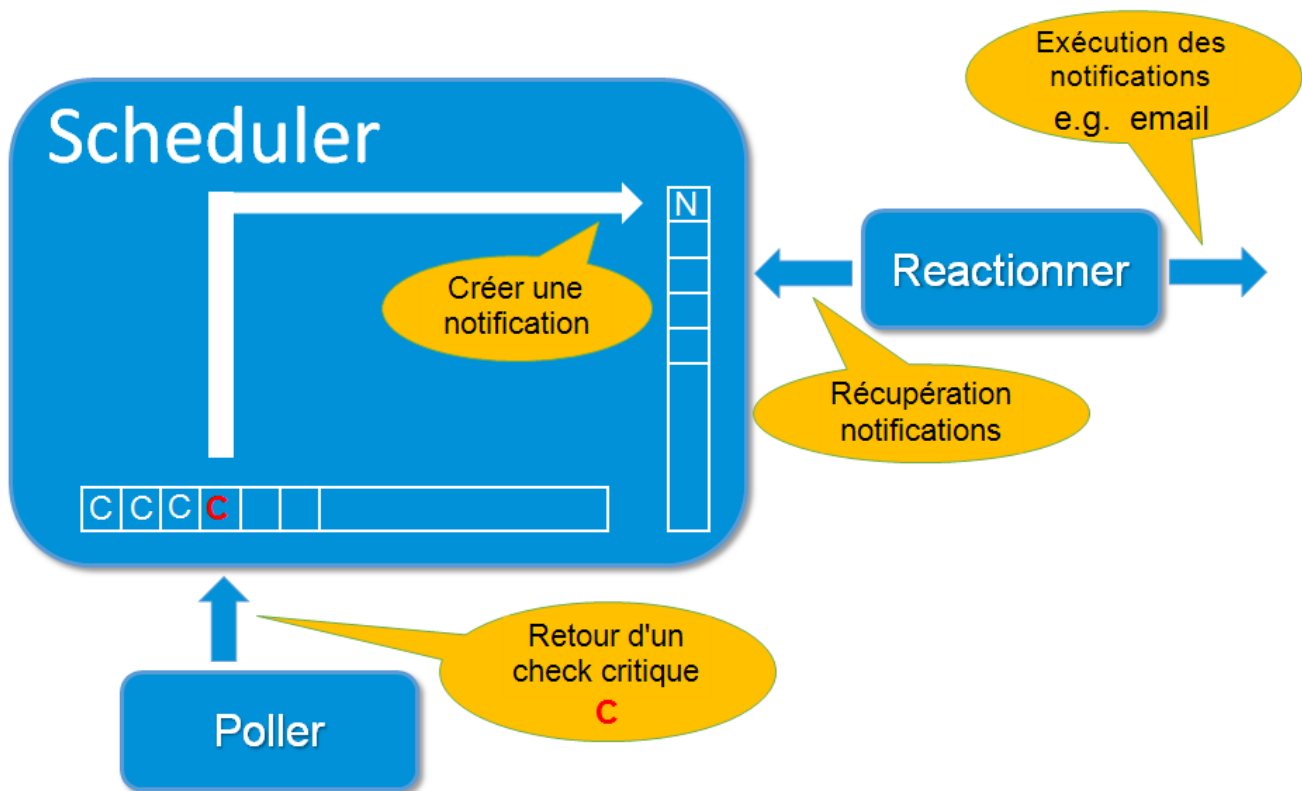 Exécution des
notifications
e.g. email
Scheduler
N
Reactionner
Créer une
notification
Récupération
notifications
C C C C
Retour d'un
check critique
C
Poller